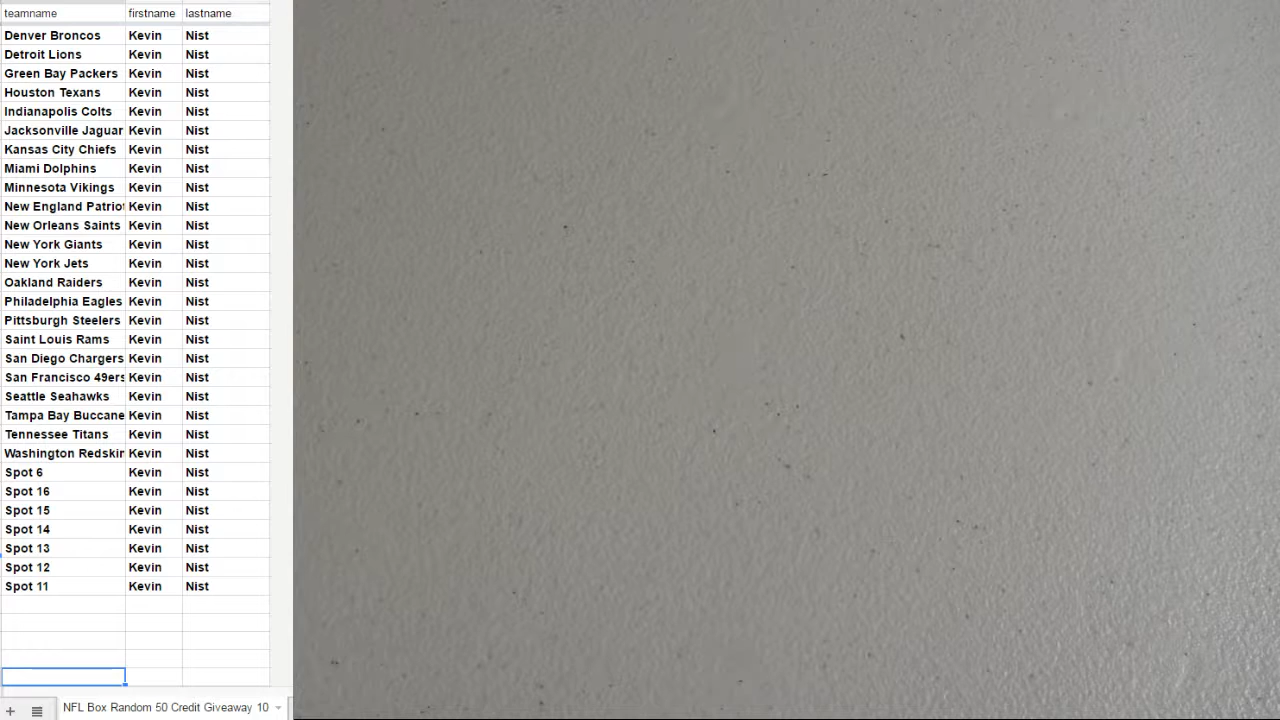 teamname firstname lastname
Denver Broncos Kevin Nist
Detroit Lions Kevin Nist
Green Bay Packers Kevin Nist
Houston Texans Kevin Nist
Indianapolis Colts Kevin Nist
Jacksonville Jaguar Kevin Nist
Kansas City Chiefs Kevin Nist
Miami Dolphins Kevin Nist
Minnesota Vikings Kevin Nist
New England Patriot Kevin Nist
New Orleans Saints Kevin Nist
New York Giants Kevin Nist
New York Jets Kevin Nist
Oakland Raiders Kevin Nist
Philadelphia Eagles Kevin Nist
Pittsburgh Steelers Kevin Nist
Saint Louis Rams Kevin Nist
San Diego Chargers Kevin Nist
San Francisco 49ers Kevin Nist
Seattle Seahawks Kevin Nist
Tampa Bay Buccane Kevin Nist
Tennessee Titans Kevin Nist
Washington Redskin Kevin Nist
Spot 6 Kevin Nist
Spot 16 Kevin Nist
Spot 15 Kevin Nist
Spot 14 Kevin Nist
Spot 13 Kevin Nist
Spot 12 Kevin Nist
Spot 11 Kevin Nist
NFL Box Random 50 Credit Giveaway 10